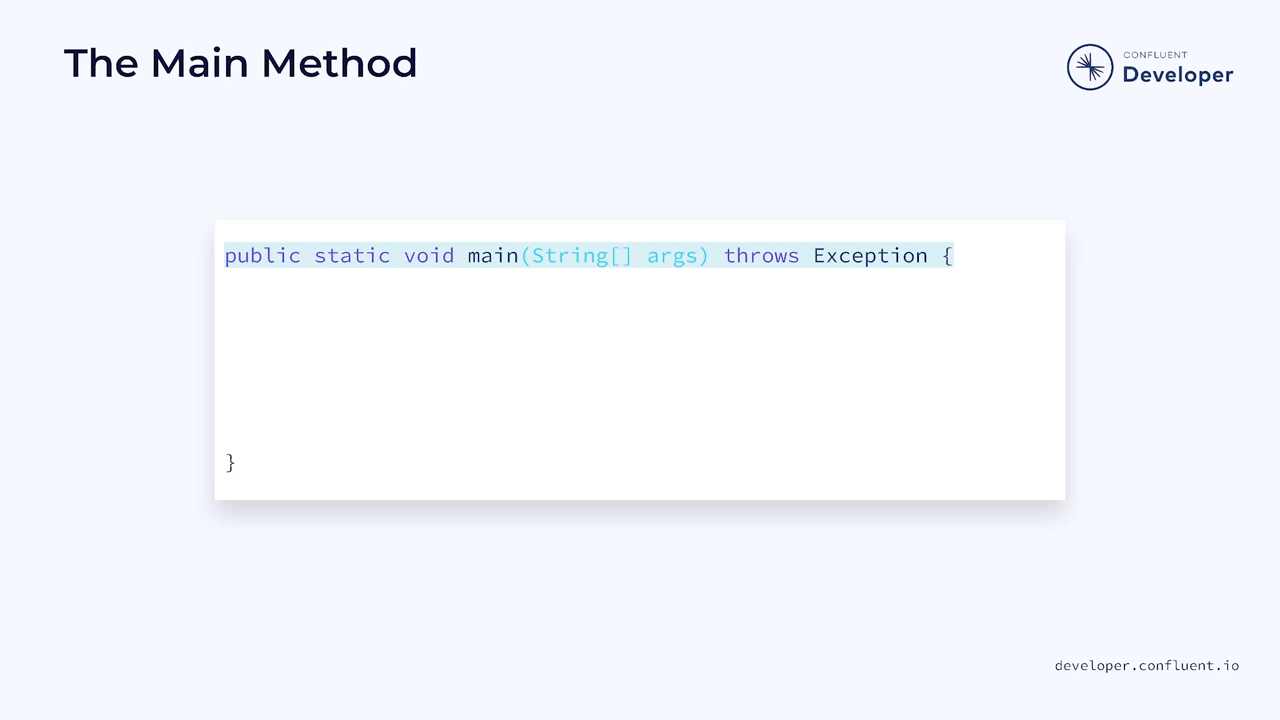 The Main Method
CONFLUENT
Developer
public static void main(String[] args) throws Exception {
}
developer.confluent.io